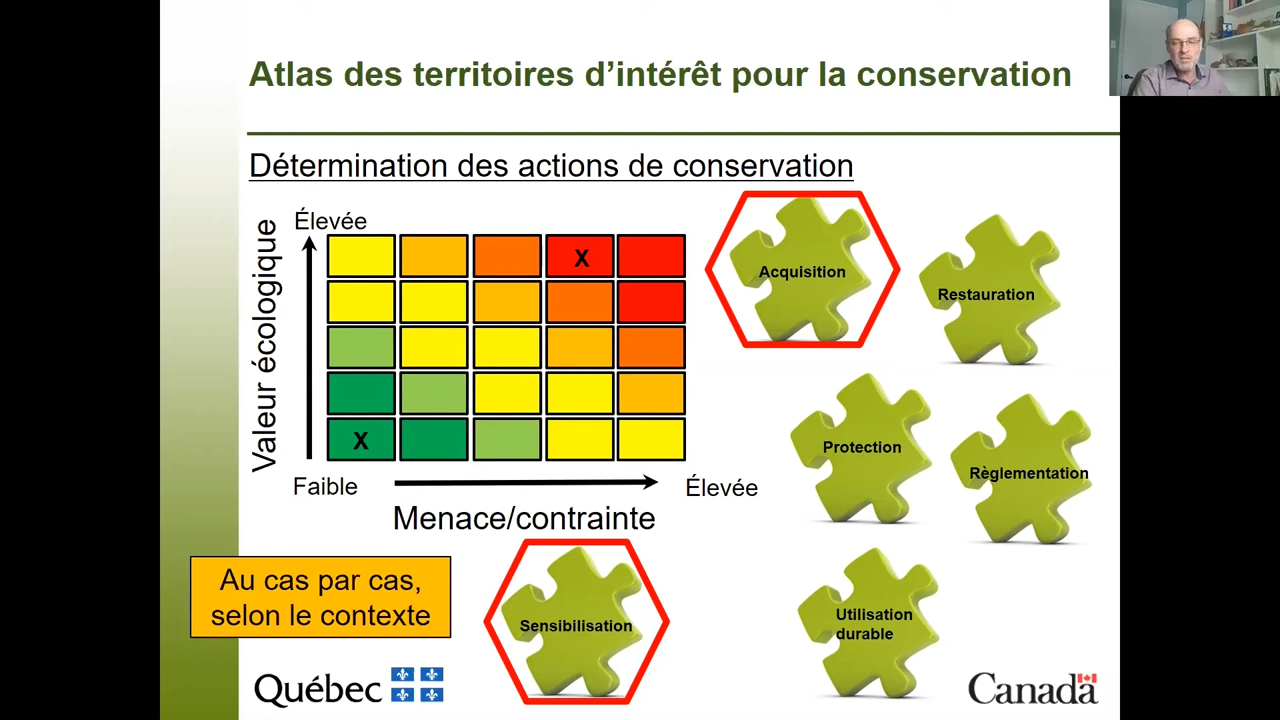 Atlas des territoires d’intérêt pour la conservation
Détermination des actions de conservation
Valeur écologique
Élevée
X
X
Faible
Élevée
Menace/contrainte
Acquisition
Restauration
Protection
Règlementation
Sensibilisation
Utilisation
durable
Au cas par cas,
selon le contexte
Québec
Canada